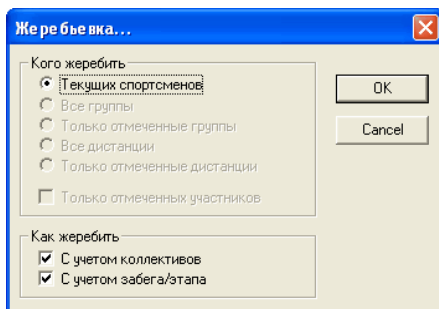 Жеребьевка...
Кого жеребить
Текущих спортсменов
Все группы
Только отмеченные группы
Все дистанции
Только отмеченные дистанции
Только отмеченных участников
OK
Cancel
Как жеребить
С учетом коллективов
С учетом забега/этапа